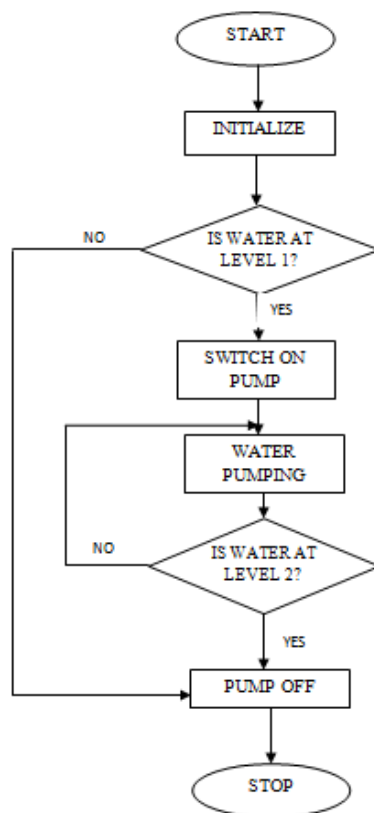 START
INITIALIZE
NO
IS WATER AT
LEVEL 1?
YES
SWITCH ON
PUMP
WATER
PUMPING
NO
IS WATER AT
LEVEL 2?
YES
PUMP OFF
STOP